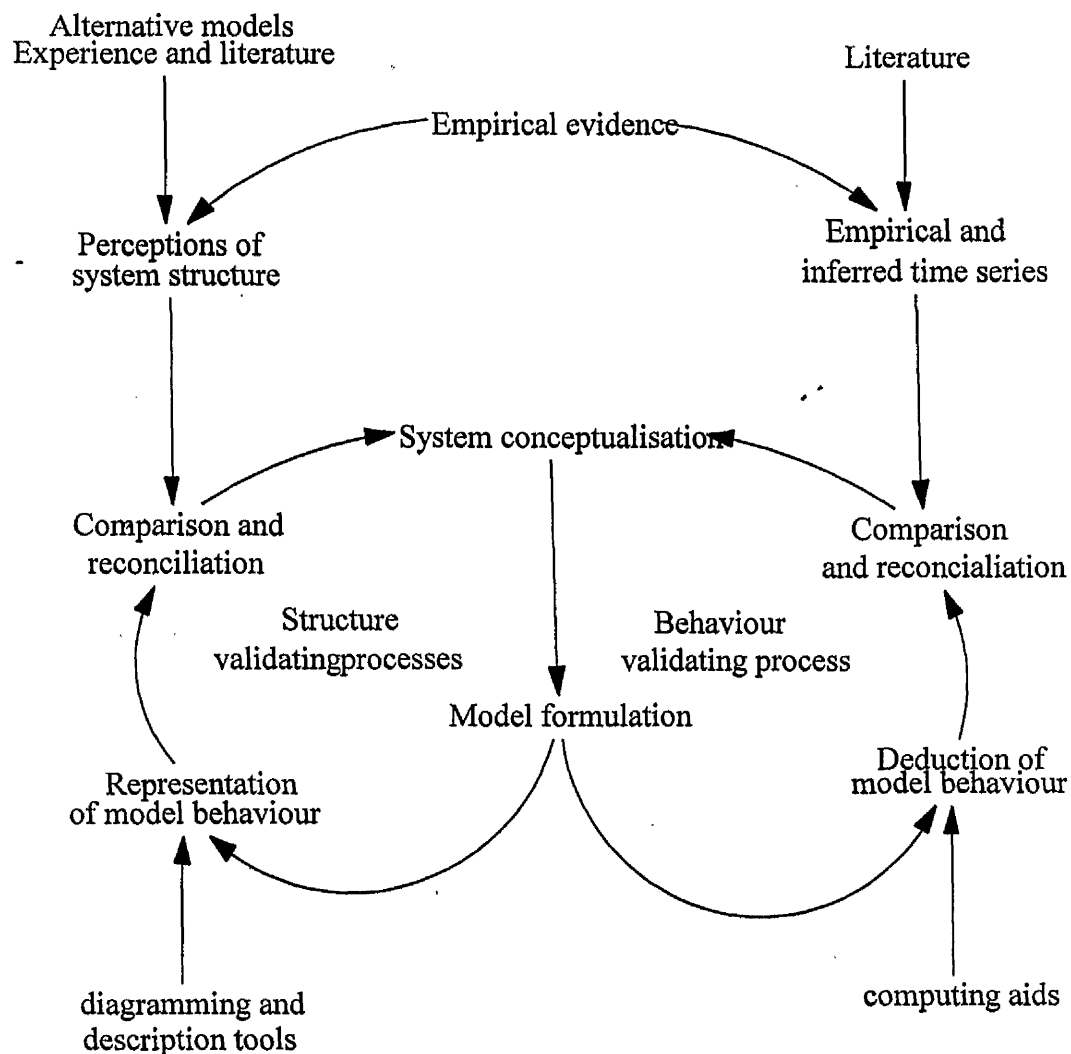 Alternative models
Experience and literature
Literature
Empirical evidence
Perceptions of
system structure
Empirical and
inferred time series
System conceptualisation
Comparison and
reconciliation
Comparison
and reconcialiation
Structure
validatingprocesses
Behaviour
validating process
Model formulation
Representation
of model behaviour
Deduction of
model behaviour
diagramming and
description tools
computing aids